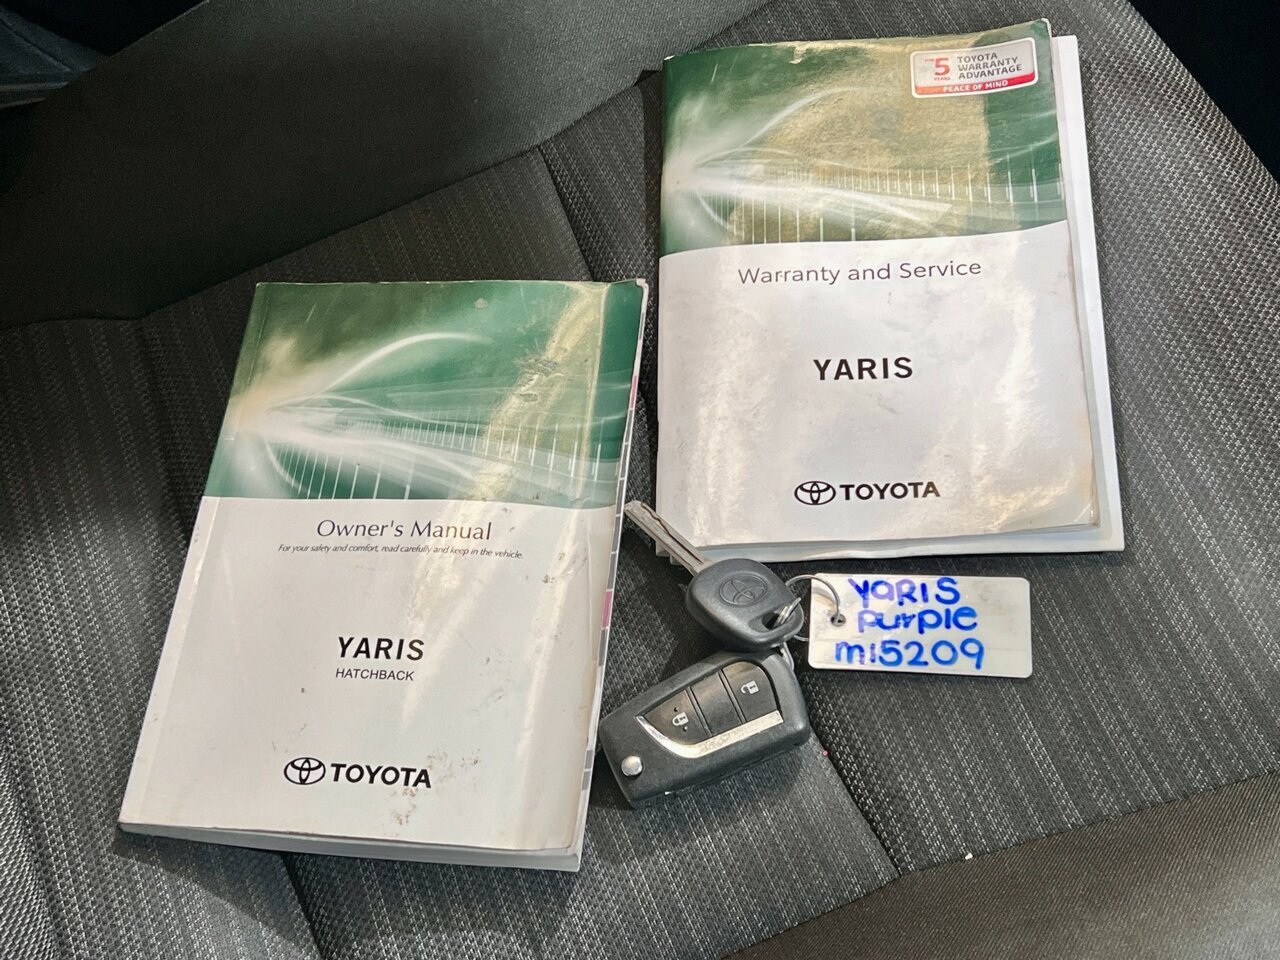 5
YEARS
TOYOTA
WARRANTY
ADVANTAGE
PEACE OF MIND
Warranty and Service
YARIS
TOYOTA
Owner's Manual
For your safety and comfort, read carefully and keep in the vehicle.
YARIS
HATCHBACK
TOYOTA
YaRIS
purple
m15209